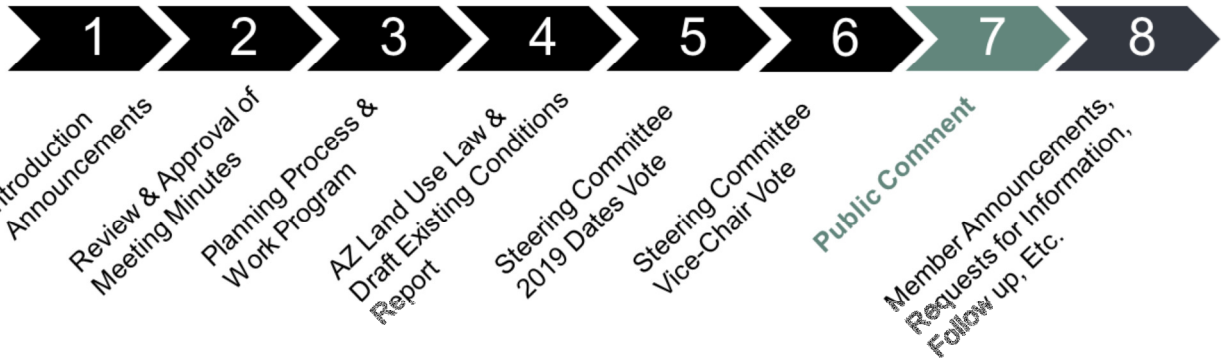 1
2
3
4
5
6
7
8
ntroduction
Announcements
Review & Approval of
Meeting Minutes
Planning Process &
Work Program
AZ Land Use Law &
Draft Existing Conditions
Report
Steering Committee
2019 Dates Vote
Steering Committee
Vice-Chair Vote
Public Comment
Member Announcements,
Requests for Information,
Follow up, Etc.